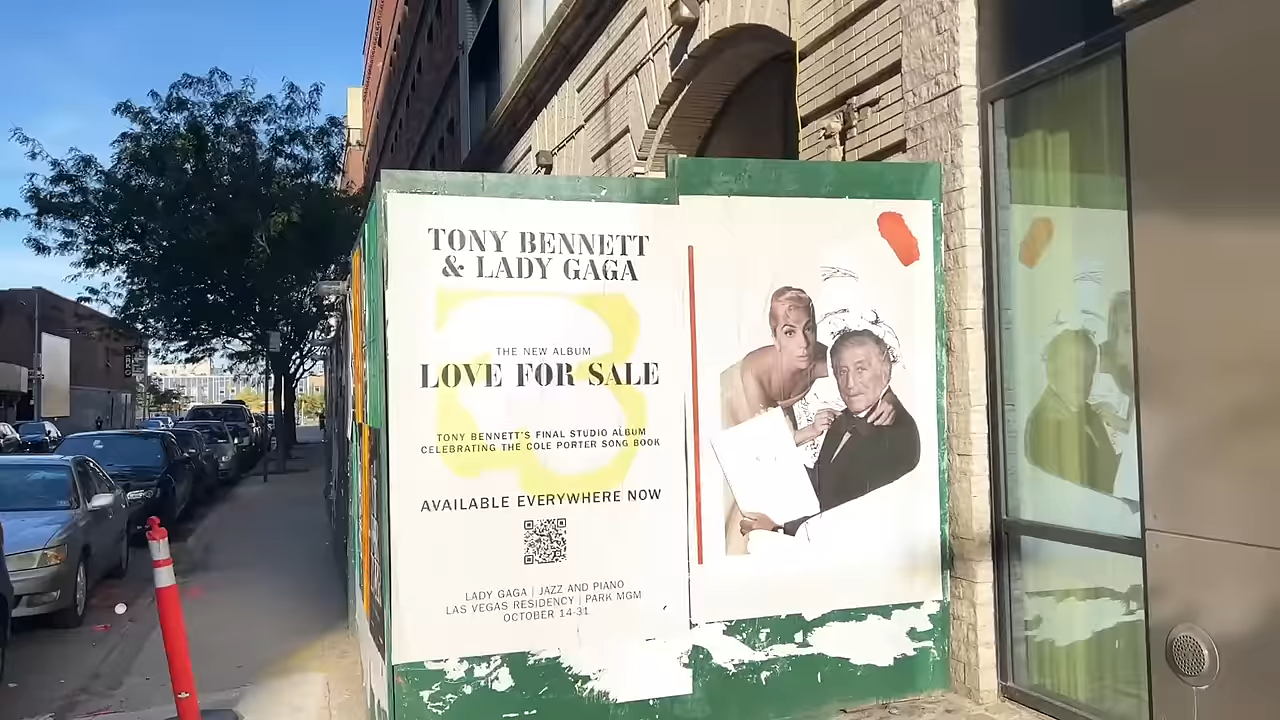 TONY BENNETT
& LADY GAGA
THE NEW ALBUM
LOVE FOR SALE
TONY BENNETT'S FINAL STUDIO ALBUM
CELEBRATING THE COLE PORTER SONG BOOK
AVAILABLE EVERYWHERE NOW
LADY GAGA | JAZZ AND PIANO
LAS VEGAS RESIDENCY | PARK MGM
OCTOBER 14-31